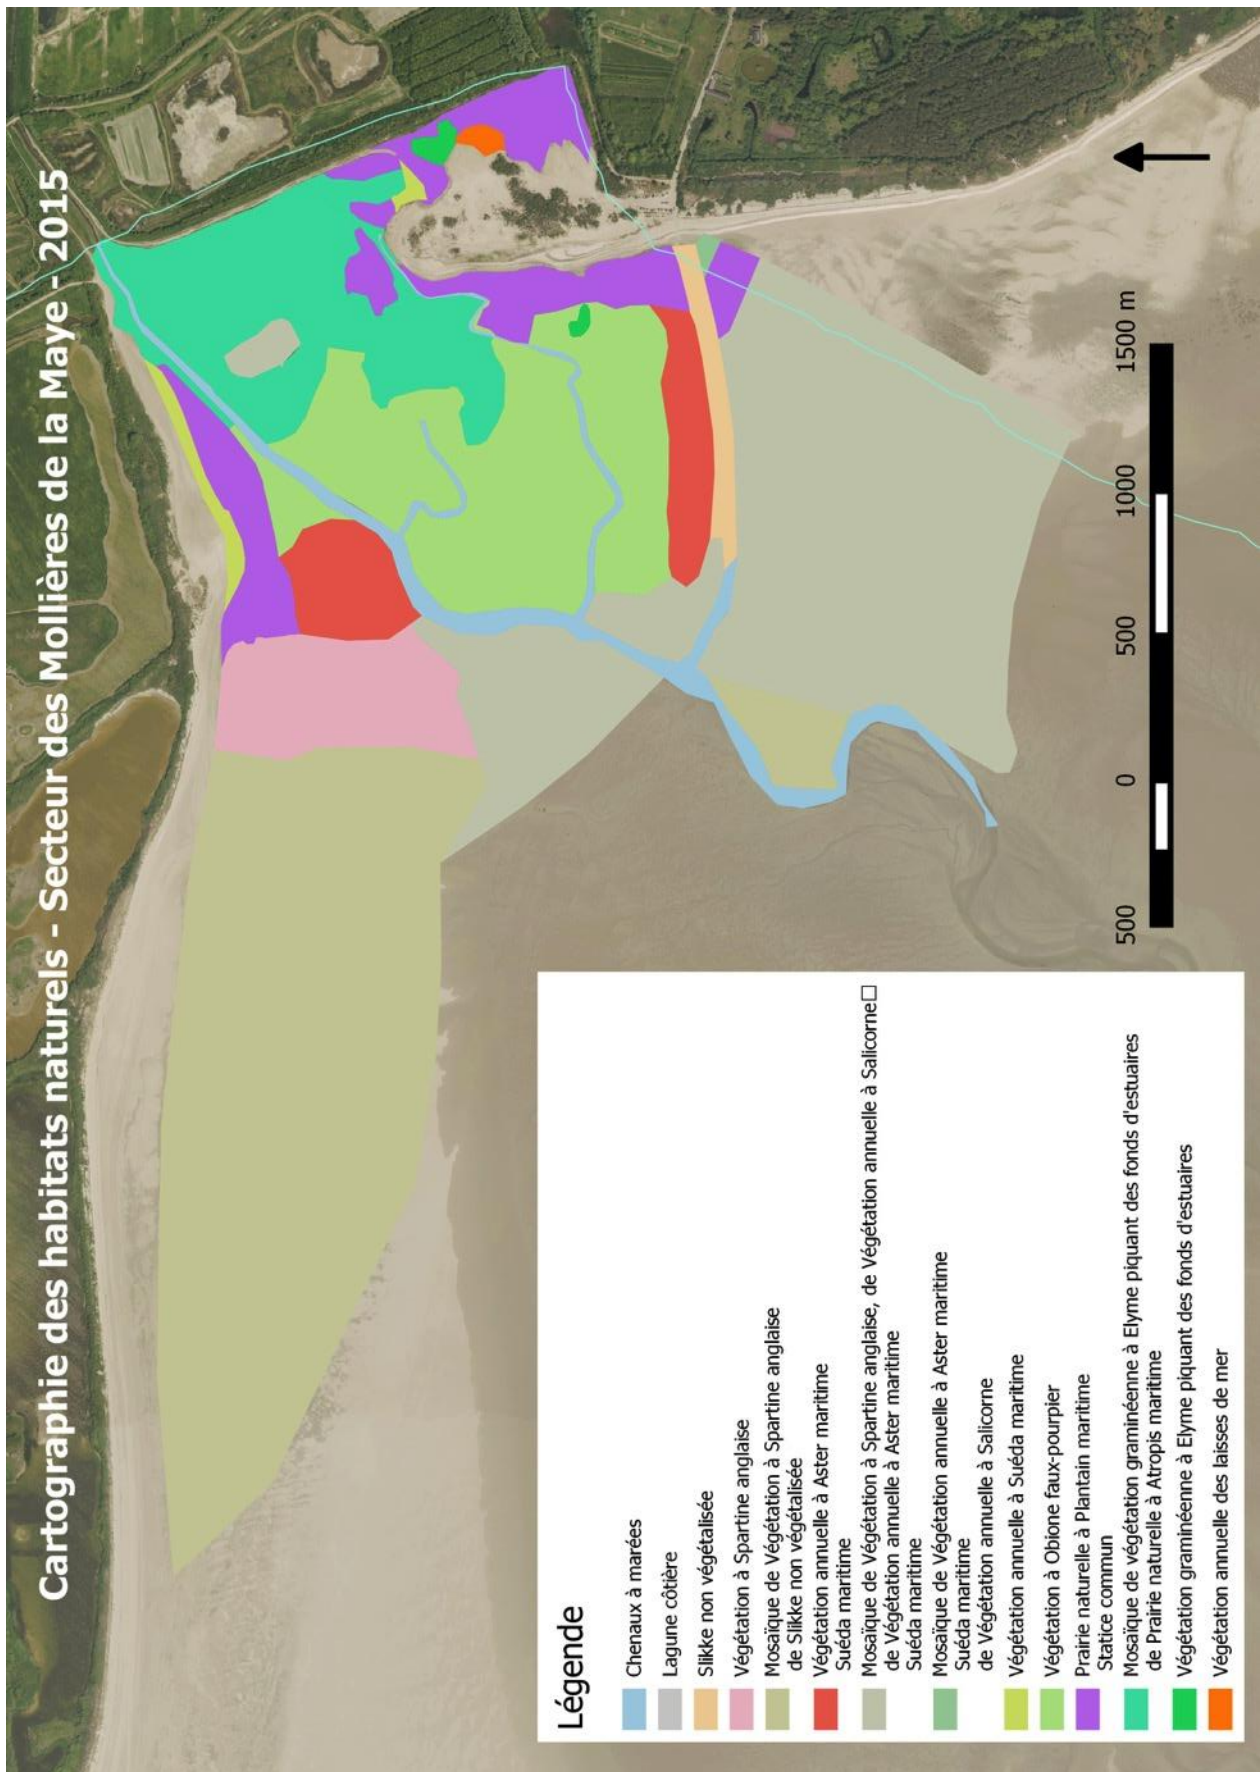 Cartographie des habitats naturels - Secteur des Mollières de la Maye - 2015
Légende
Chenaux à marées
Lagune côtière
Slikke non végétalisée
Végétation à Spartine anglaise
Mosaïque de Végétation à Spartine anglaise
de Slikke non végétalisée
Végétation annuelle à Aster maritime
Suéda maritime
Mosaïque de Végétation à Spartine anglaise, de Végétation annuelle à Salicorne□
de Végétation annuelle à Aster maritime
Suéda maritime
Mosaïque de Végétation annuelle à Aster maritime
Suéda maritime
de Végétation annuelle à Salicorne
Végétation annuelle à Suéda maritime
Végétation à Obione faux-pourpier
Prairie naturelle à Plantain maritime
Statice commun
Mosaïque de végétation graminéenne à Elyme piquant des fonds d'estuaires
de Prairie naturelle à Atropis maritime
Végétation graminéenne à Elyme piquant des fonds d'estuaires
Végétation annuelle des laisses de mer
500 0 500 1000 1500 m